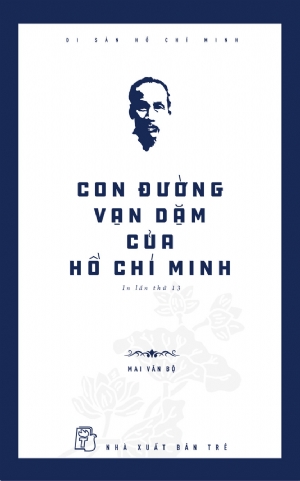 DI SẢN HỒ CHÍ MINH
CON ĐƯỜNG
VẠN DẶM
CỦA
HỒ CHÍ MINH
In lần thứ 13
MAI VĂN BỘ
NHÀ XUẤT BẢN TRẺ